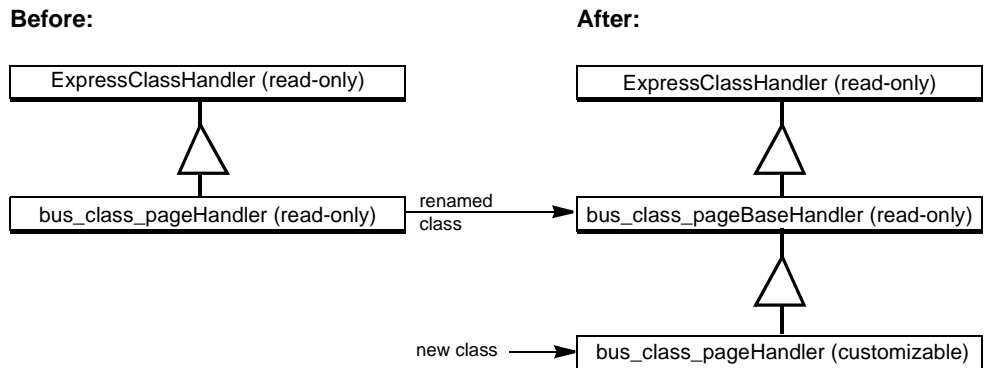 Before:
After:
ExpressClassHandler (read-only)
ExpressClassHandler (read-only)
bus_class_pageHandler (read-only)
renamed
class
bus_class_pageBaseHandler (read-only)
new class
bus_class_pageHandler (customizable)